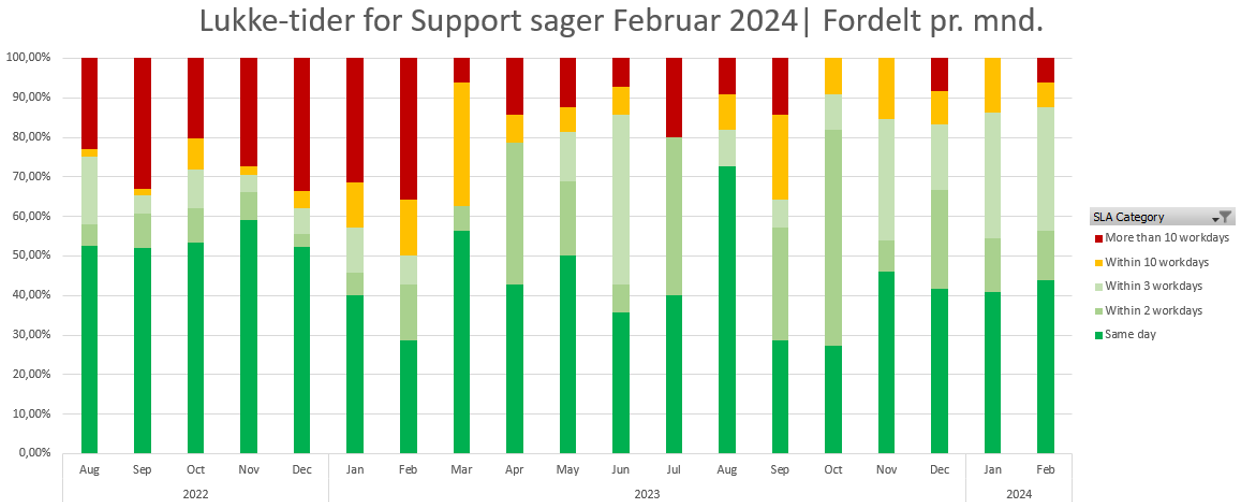 Lukke-tider for Support sager Februar 2024| Fordelt pr. mnd.
100,00%
90,00%
80,00%
70,00%
60,00%
50,00%
40,00%
30,00%
20,00%
10,00%
0,00%
Aug Sep Oct Nov Dec Jan Feb Mar Apr May Jun Jul Aug Sep Oct Nov Dec Jan Feb
2022 2023 2024
SLA Category
More than 10 workdays
Within 10 workdays
Within 3 workdays
Within 2 workdays
Same day